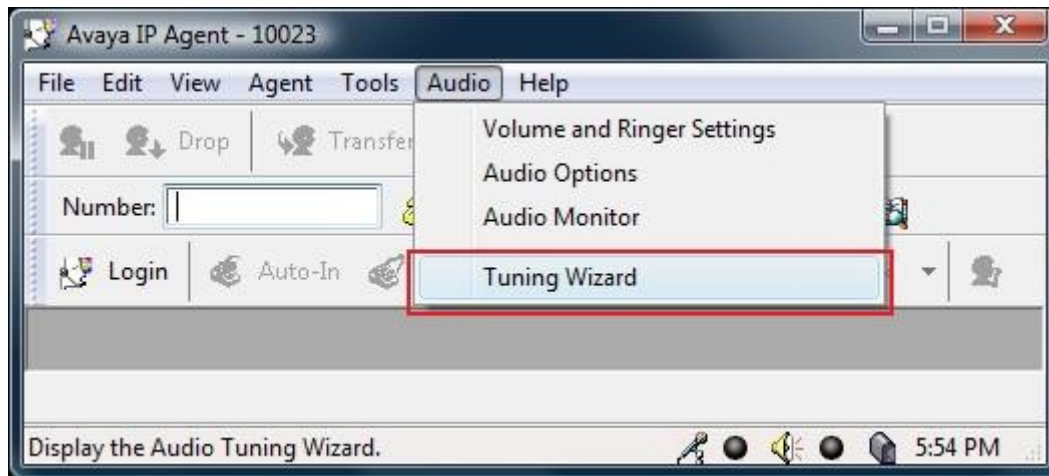 Avaya IP Agent - 10023
File Edit View Agent Tools Audio Help
Drop Transfer
Volume and Ringer Settings
Audio Options
Audio Monitor
Tuning Wizard
Number:
Login Auto-In
Display the Audio Tuning Wizard.
5:54 PM